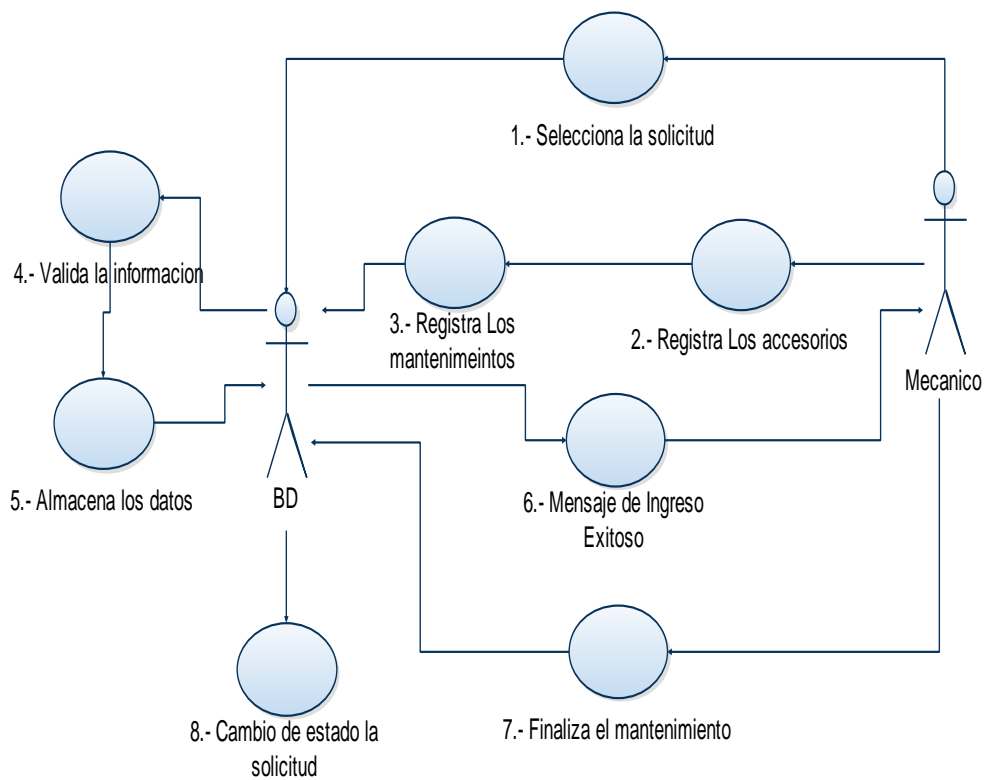 1.- Selecciona la solicitud
4.- Valida la informacion
3.- Registra Los
mantenimeintos
2.- Registra Los accesorios
Mecanico
5.- Almacena los datos
BD
6.- Mensaje de Ingreso
Exitoso
8.- Cambio de estado la
solicitud
7.- Finaliza el mantenimiento